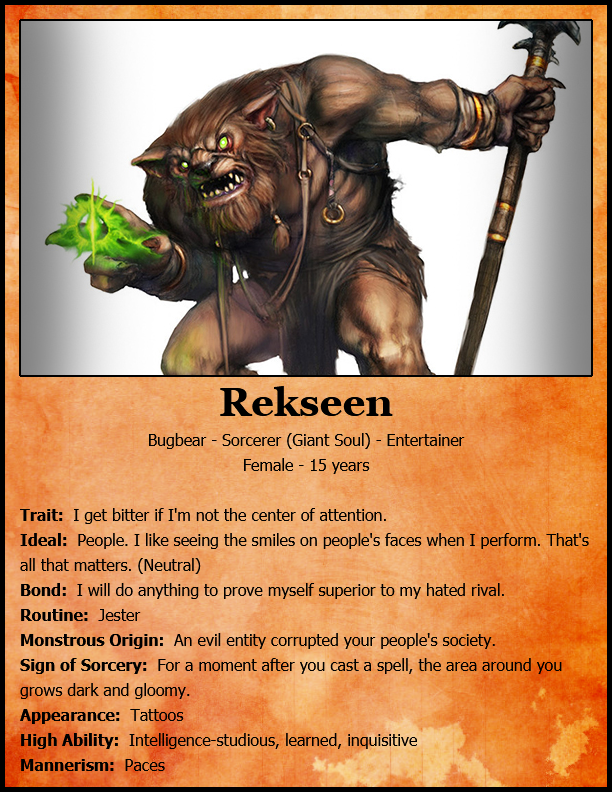 Rekseen
Bugbear - Sorcerer (Giant Soul) - Entertainer
Female - 15 years
Trait:  I get bitter if I'm not the center of attention.
Ideal:  People. I like seeing the smiles on people's faces when I perform. That's
all that matters. (Neutral)
Bond:  I will do anything to prove myself superior to my hated rival.
Routine:  Jester
Monstrous Origin:  An evil entity corrupted your people's society.
Sign of Sorcery:  For a moment after you cast a spell, the area around you
grows dark and gloomy.
Appearance:  Tattoos
High Ability:  Intelligence-studious, learned, inquisitive
Mannerism:  Paces